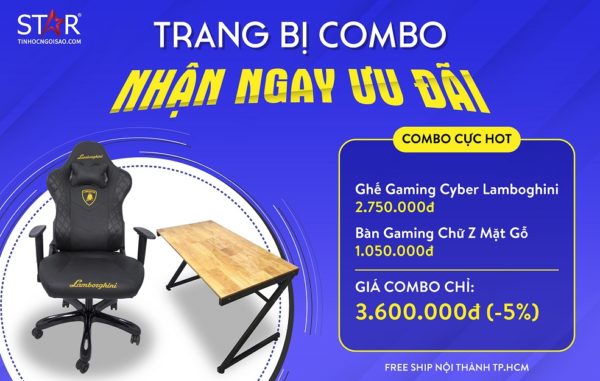 STAR®
TINHOCNGOISAO.COM
TRANG BỊ COMBO
NHẬN NGAY ƯU ĐÃI
COMBO CỰC HOT
Ghế Gaming Cyber Lamboghini
2.750.000đ
Bàn Gaming Chữ Z Mặt Gỗ
1.050.000đ
GIÁ COMBO CHỈ:
3.600.000đ (-5%)
FREE SHIP NỘI THÀNH TP.HCM
Lamborghini
Lamborghini